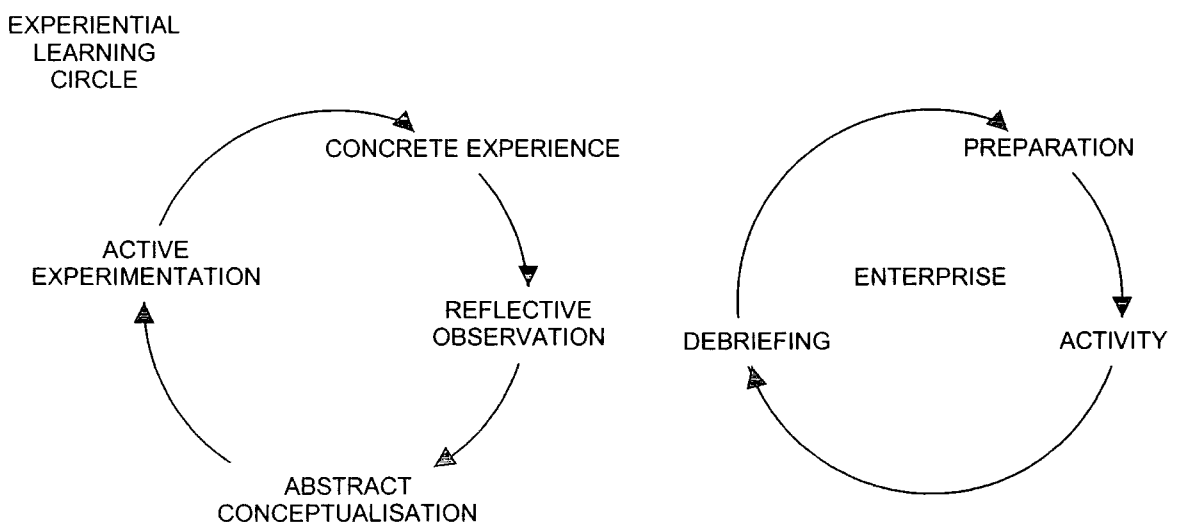 EXPERIENTIAL
LEARNING
CIRCLE
CONCRETE EXPERIENCE
REFLECTIVE
OBSERVATION
ABSTRACT
CONCEPTUALISATION
ACTIVE
EXPERIMENTATION
PREPARATION
ENTERPRISE
ACTIVITY
DEBRIEFING